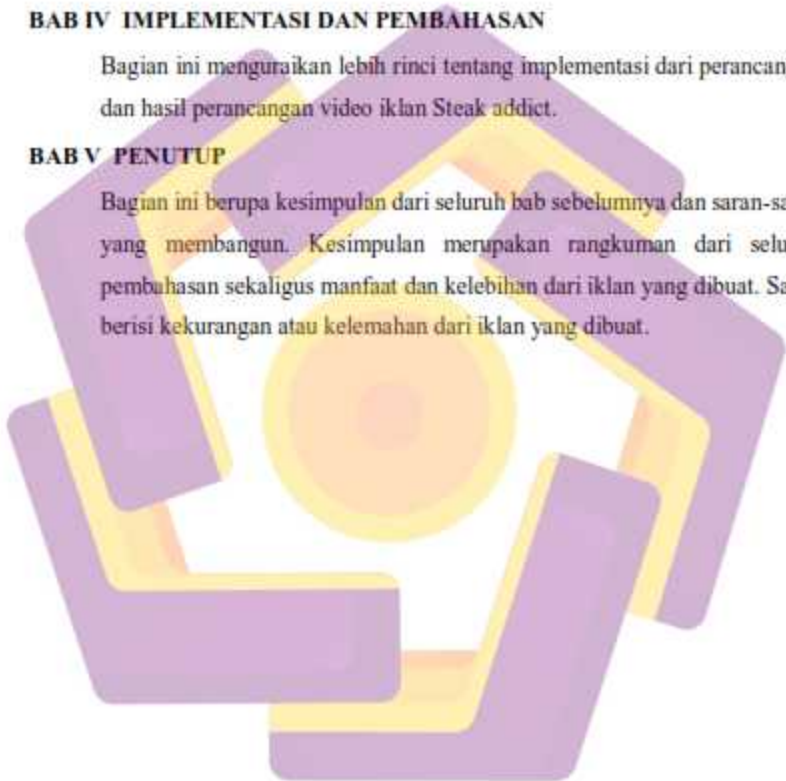 BAB IV IMPLEMENTASI DAN PEMBAHASAN
Bagian ini menguraikan lebih rinci tentang implementasi dari perancan
dan hasil perancangan video iklan Steak addict.
BAB V PENUTUP
Bagian ini berupa kesimpulan dari seluruh bab sebelumnya dan saran-sa
yang membangun. Kesimpulan merupakan rangkuman dari selu
pembahasan sekaligus manfaat dan kelebihan dari iklan yang dibuat. Sa
berisi kekurangan atau kelemahan dari iklan yang dibuat.